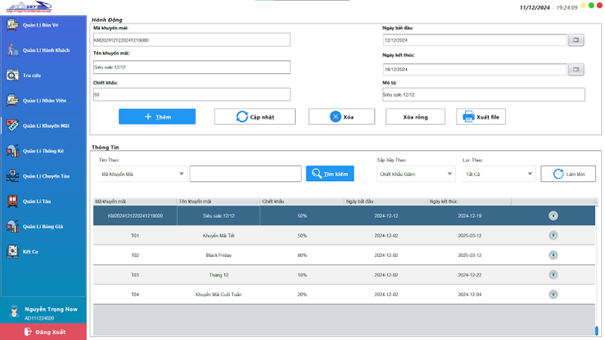 11/12/2024 - 19:24:09
Quản Lí Bán Vé
Quản Lí Hành Khách
Tra cứu
Quản Lí Nhân Viên
Quản Lí Khuyến Mãi
Quản Lí Thống Kê
Quản Lí Chuyến Tàu
Quản Lí Tàu
Quản Lí Bảng Giá
Kết Ca
Nguyễn Trọng Now
Đăng Xuất
Hành Động
Mã khuyến mãi:
Ngày bắt đầu:
12/12/2024
Tên khuyến mãi:
Ngày kết thúc:
Siêu sale 12/12
19/12/2024
Chiết khấu:
Mô tả:
50
Siêu sale 12/12
Thêm
Cập nhật
Xóa
Xóa rỗng
Xuất file
Thông Tin
Tìm Theo:
Sắp Xếp Theo:
Lọc Theo:
Mã Khuyến Mãi
Tìm kiếm
Chiết Khấu Giảm
Tất Cả
Làm Mới
Mã khuyến mãi Tên khuyến mãi Chiết khấu Ngày bắt đầu Ngày kết thúc
Siêu sale 12/12 50% 2024-12-12 2024-12-19
T01 Khuyến Mãi Tết 50% 2024-12-02 2025-03-12
T02 Black Friday 80% 2024-12-02 2025-03-12
T03 Tháng 12 10% 2024-12-02 2024-12-22
T04 Khuyến Mãi Cuối Tuần 20% 2024-12-02 2024-12-04